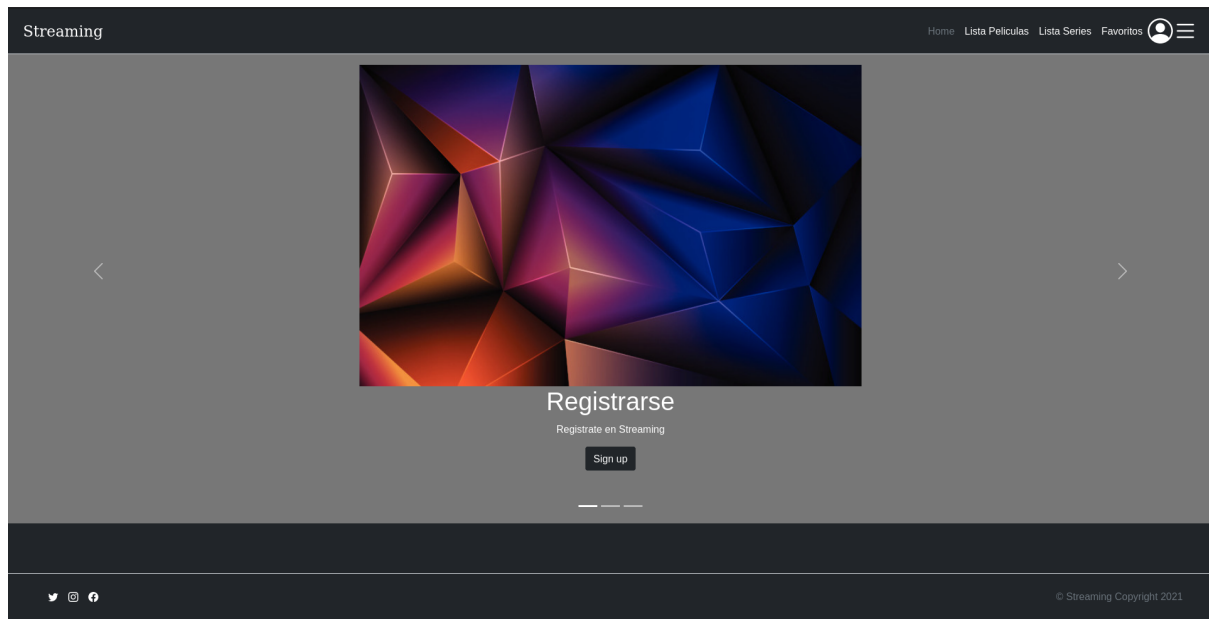 Streaming
Home Lista Peliculas Lista Series Favoritos
Registrarse
Registrate en Streaming
Sign up
© Streaming Copyright 2021